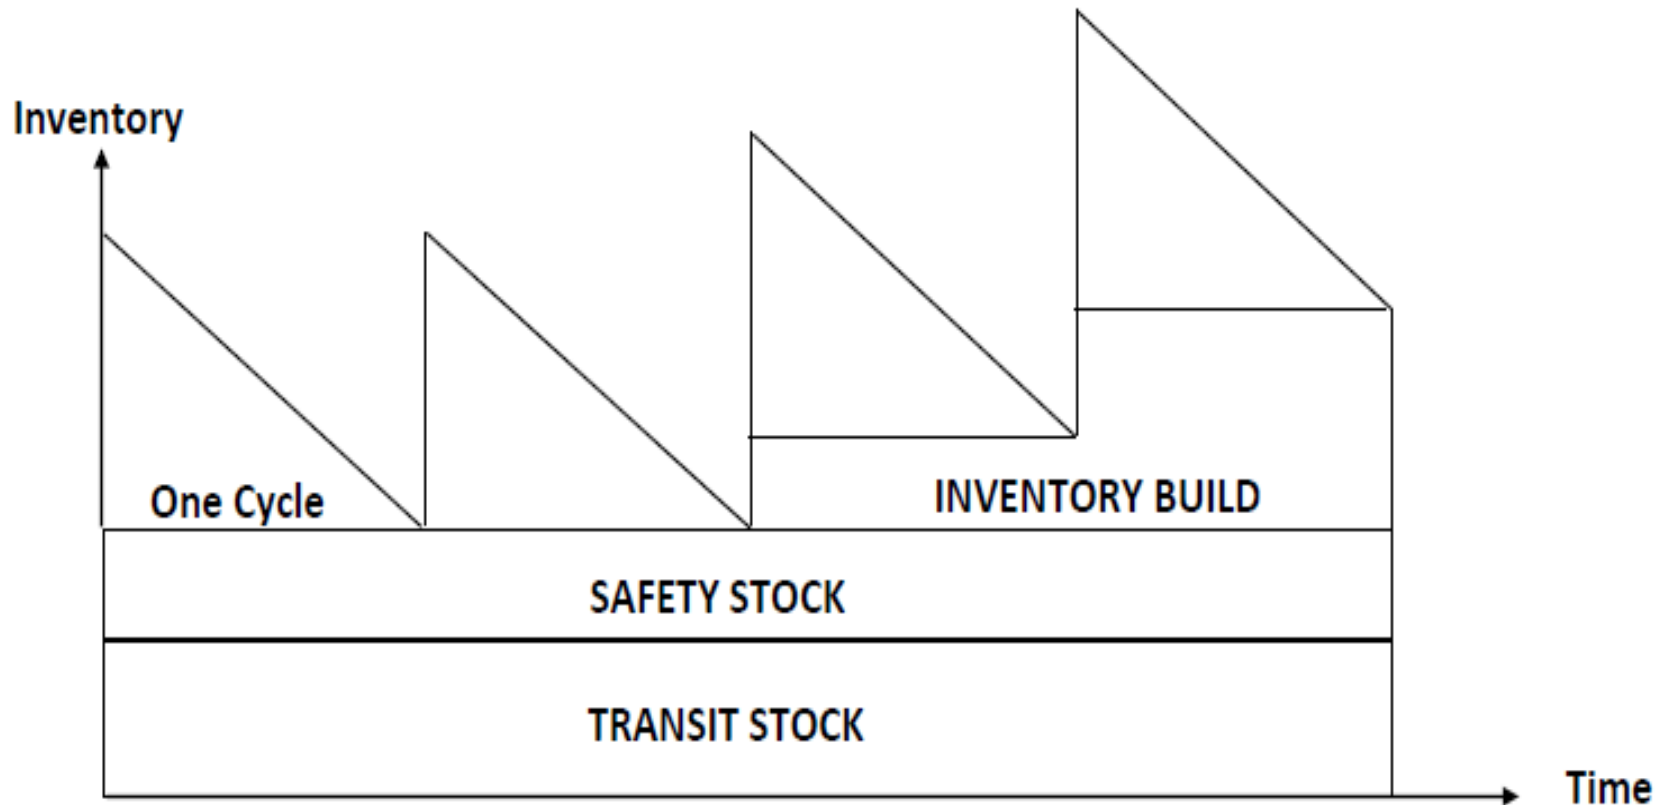 Inventory
One Cycle
INVENTORY BUILD
SAFETY STOCK
TRANSIT STOCK
Time